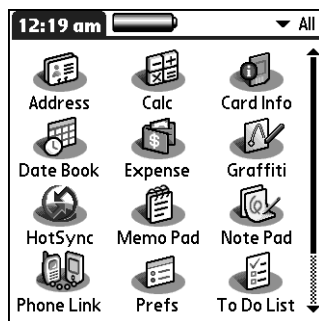 12:19 am All
Address Calc Card Info
Date Book Expense Graffiti
HotSync Memo Pad Note Pad
Phone Link Prefs To Do List